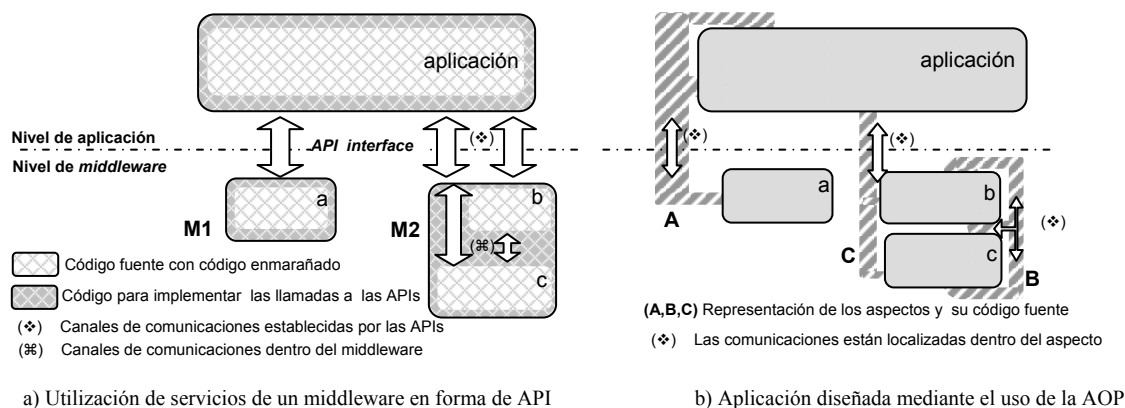 aplicación
Nivel de aplicación
API interface
(❖)
Nivel de middleware
a
M1
b
M2
(⌘)
c
Código fuente con código enmarañado
Código para implementar las llamadas a las APIs
(❖) Canales de comunicaciones establecidas por las APIs
(⌘) Canales de comunicaciones dentro del middleware
a) Utilización de servicios de un middleware en forma de API
aplicación
(❖)
(❖)
a
b
A
(❖)
C
c
B
(A,B,C) Representación de los aspectos y su código fuente
(❖) Las comunicaciones están localizadas dentro del aspecto
b) Aplicación diseñada mediante el uso de la AOP